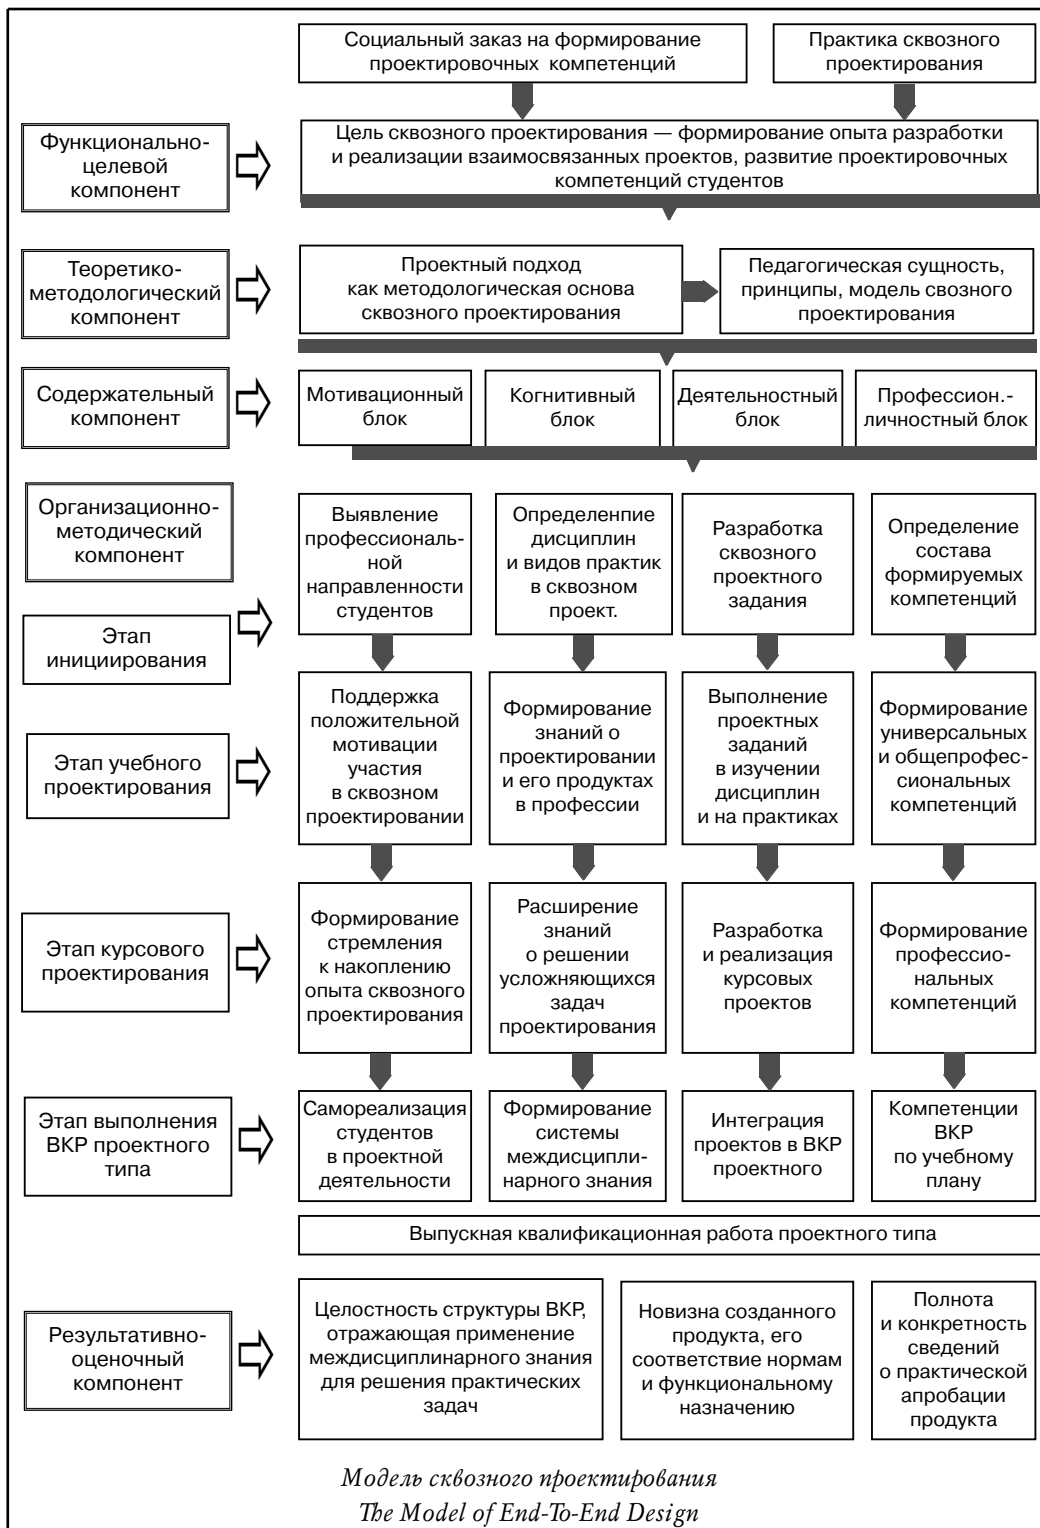 Социальный заказ на формирование
проектировочных компетенций
Практика сквозного
проектирования
Функционально-
целевой
компонент
Цель сквозного проектирования — формирование опыта разработки
и реализации взаимосвязанных проектов, развитие проектировочных
компетенций студентов
Теоретико-
методологический
компонент
Проектный подход
как методологическая основа
сквозного проектирования
Педагогическая сущность,
принципы, модель свозного
проектирования
Содержательный
компонент
Мотивационный
блок
Когнитивный
блок
Деятельностный
блок
Профессион.-
личностный блок
Организационно-
методический
компонент
Этап
инициирования
Выявление
профессиональ-
ной
направленности
студентов
Определенпие
дисциплин
и видов практик
в сквозном
проект.
Разработка
сквозного
проектного
задания
Определение
состава
формируемых
компетенций
Этап учебного
проектирования
Поддержка
положительной
мотивации
участия
в сквозном
проектировании
Формирование
знаний о
проектировании
и его продуктах
в профессии
Выполнение
проектных
заданий
в изучении
дисциплин
и на практиках
Формирование
универсальных
и общепрофес-
сиональных
компетенций
Этап курсового
проектирования
Формирование
стремления
к накоплению
опыта сквозного
проектирования
Расширение
знаний
о решении
усложняющихся
задач
проектирования
Разработка
и реализация
курсовых
проектов
Формирование
профессио-
нальных
компетенций
Этап выполнения
ВКР проектного
типа
Самореализация
студентов
в проектной
деятельности
Формирование
системы
междисципли-
нарного знания
Интеграция
проектов в ВКР
проектного
Компетенции
ВКР
по учебному
плану
Выпускная квалификационная работа проектного типа
Результативно-
оценочный
компонент
Целостность структуры ВКР,
отражающая применение
междисциплинарного знания
для решения практических
задач
Новизна созданного
продукта, его
соответствие нормам
и функциональному
назначению
Полнота
и конкретность
сведений
о практической
апробации
продукта
Модель сквозного проектирования
The Model of End-To-End Design